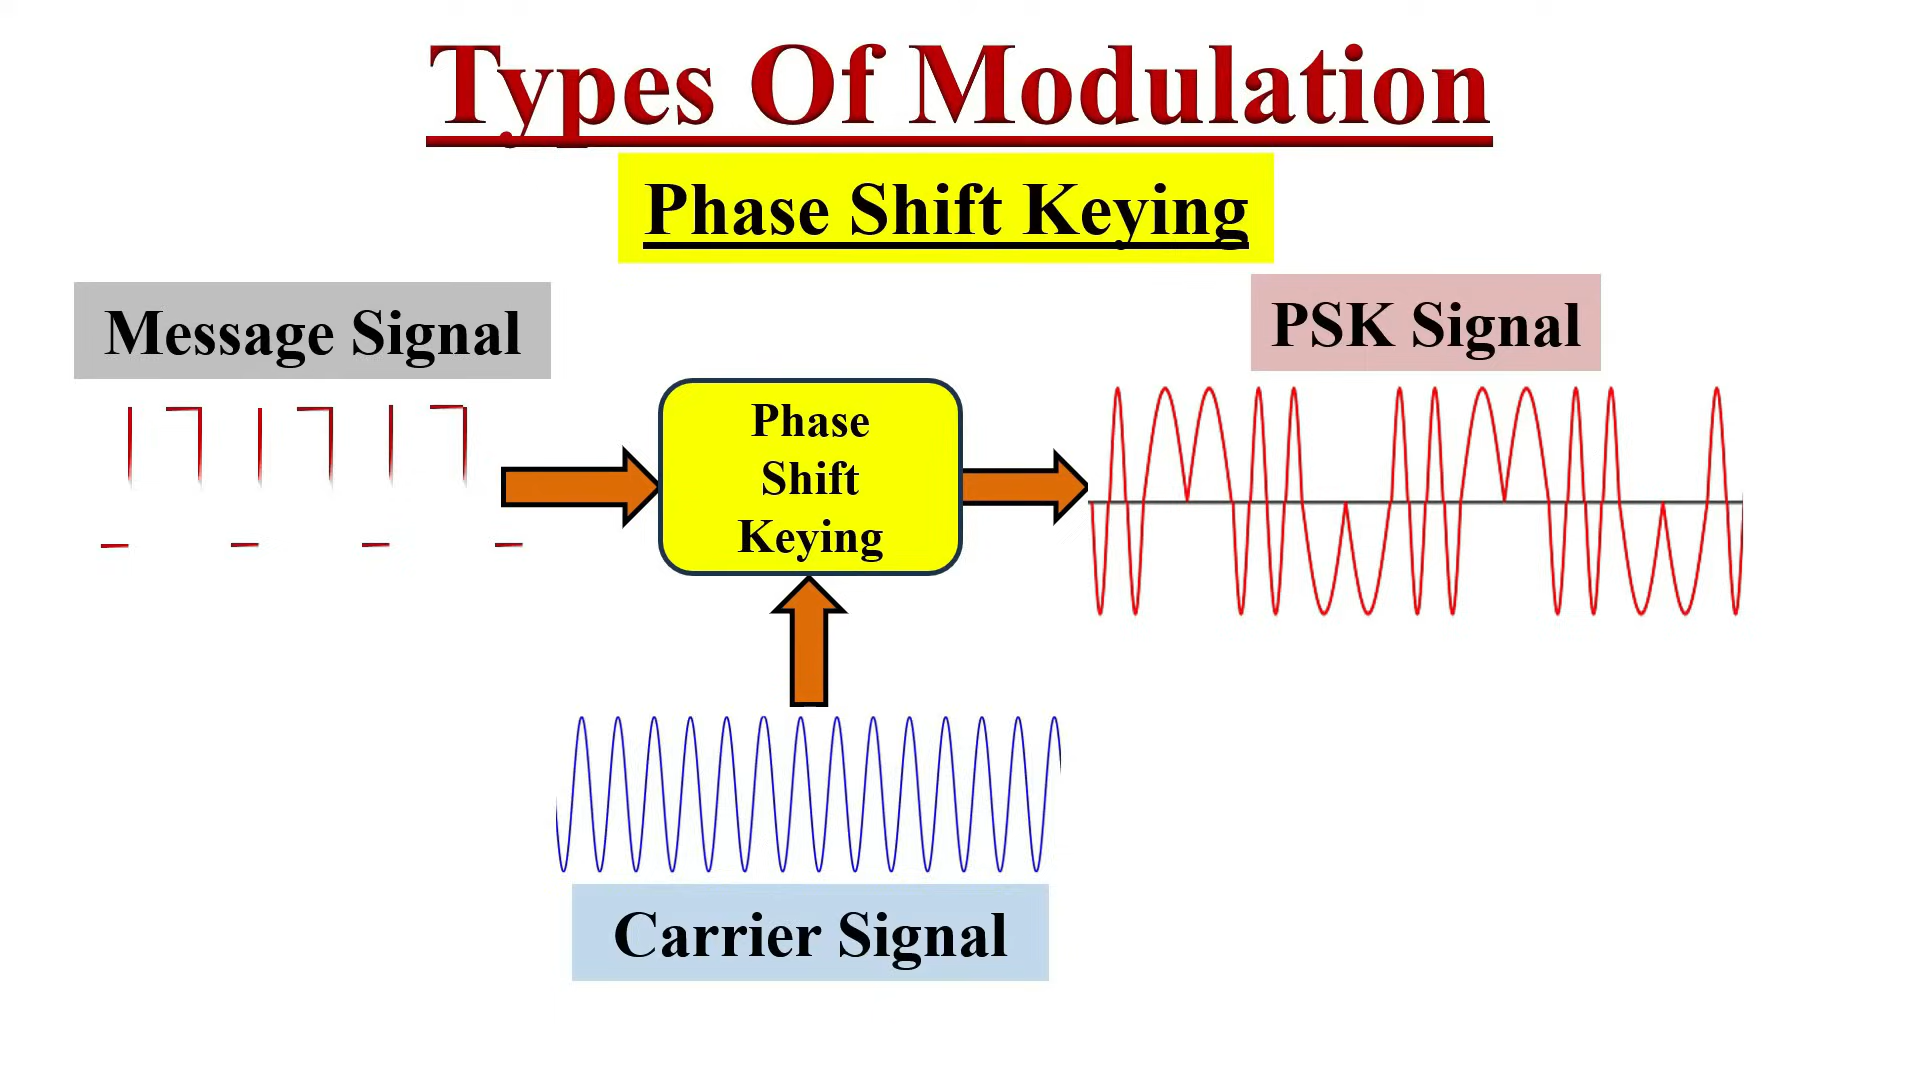 Types Of Modulation
Phase Shift Keying
Message Signal
PSK Signal
Phase
Shift
Keying
Carrier Signal